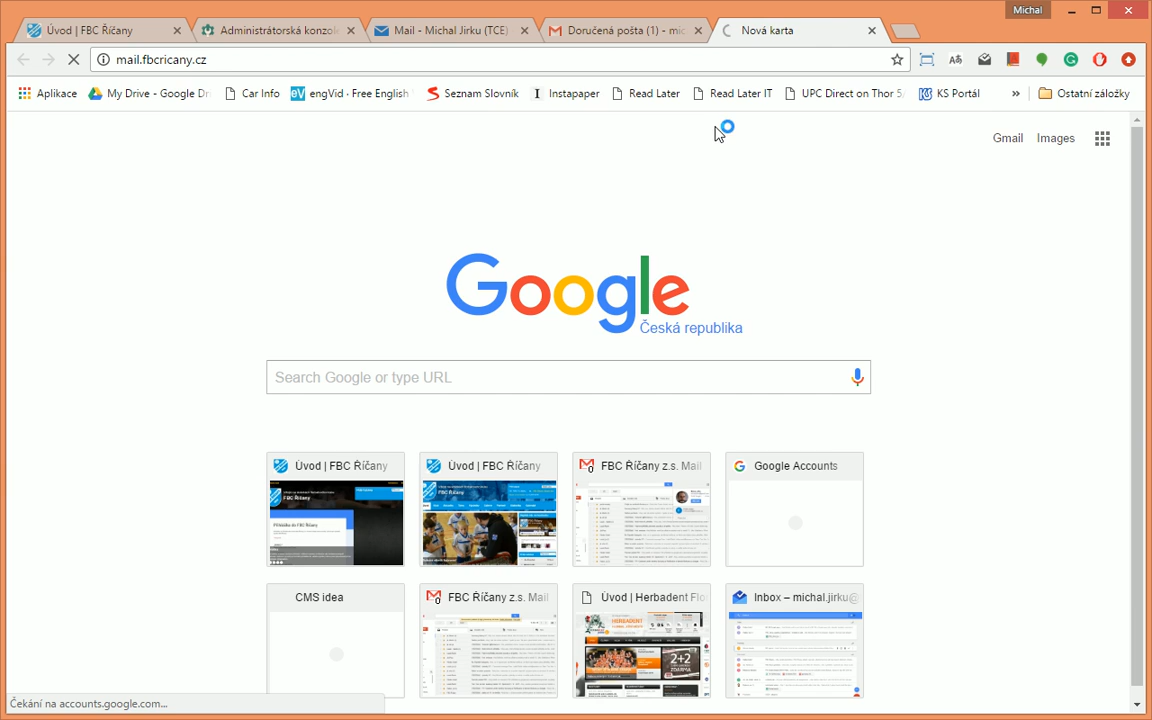 Michal
Úvod | FBC Říčany
Administrátorská konzol
Mail - Michal Jirku (TCE)
Doručená pošta (1) - mic
Nová karta
mail.fbcricany.cz
Aplikace
My Drive - Google Dr
Car Info
engVid · Free English
Seznam Slovník
Instapaper
Read Later
Read Later IT
UPC Direct on Thor 5.
KS Portál
»
Ostatní záložky
Gmail
Images
Google
Česká republika
Search Google or type URL
Úvod | FBC Říčany
Úvod | FBC Říčany
FBC Říčany z.s. Mail
Google Accounts
CMS idea
FBC Říčany z.s. Mail
Úvod | Herbadent Flo
Inbox – michal.jirku@
Čekání na accounts.google.com...